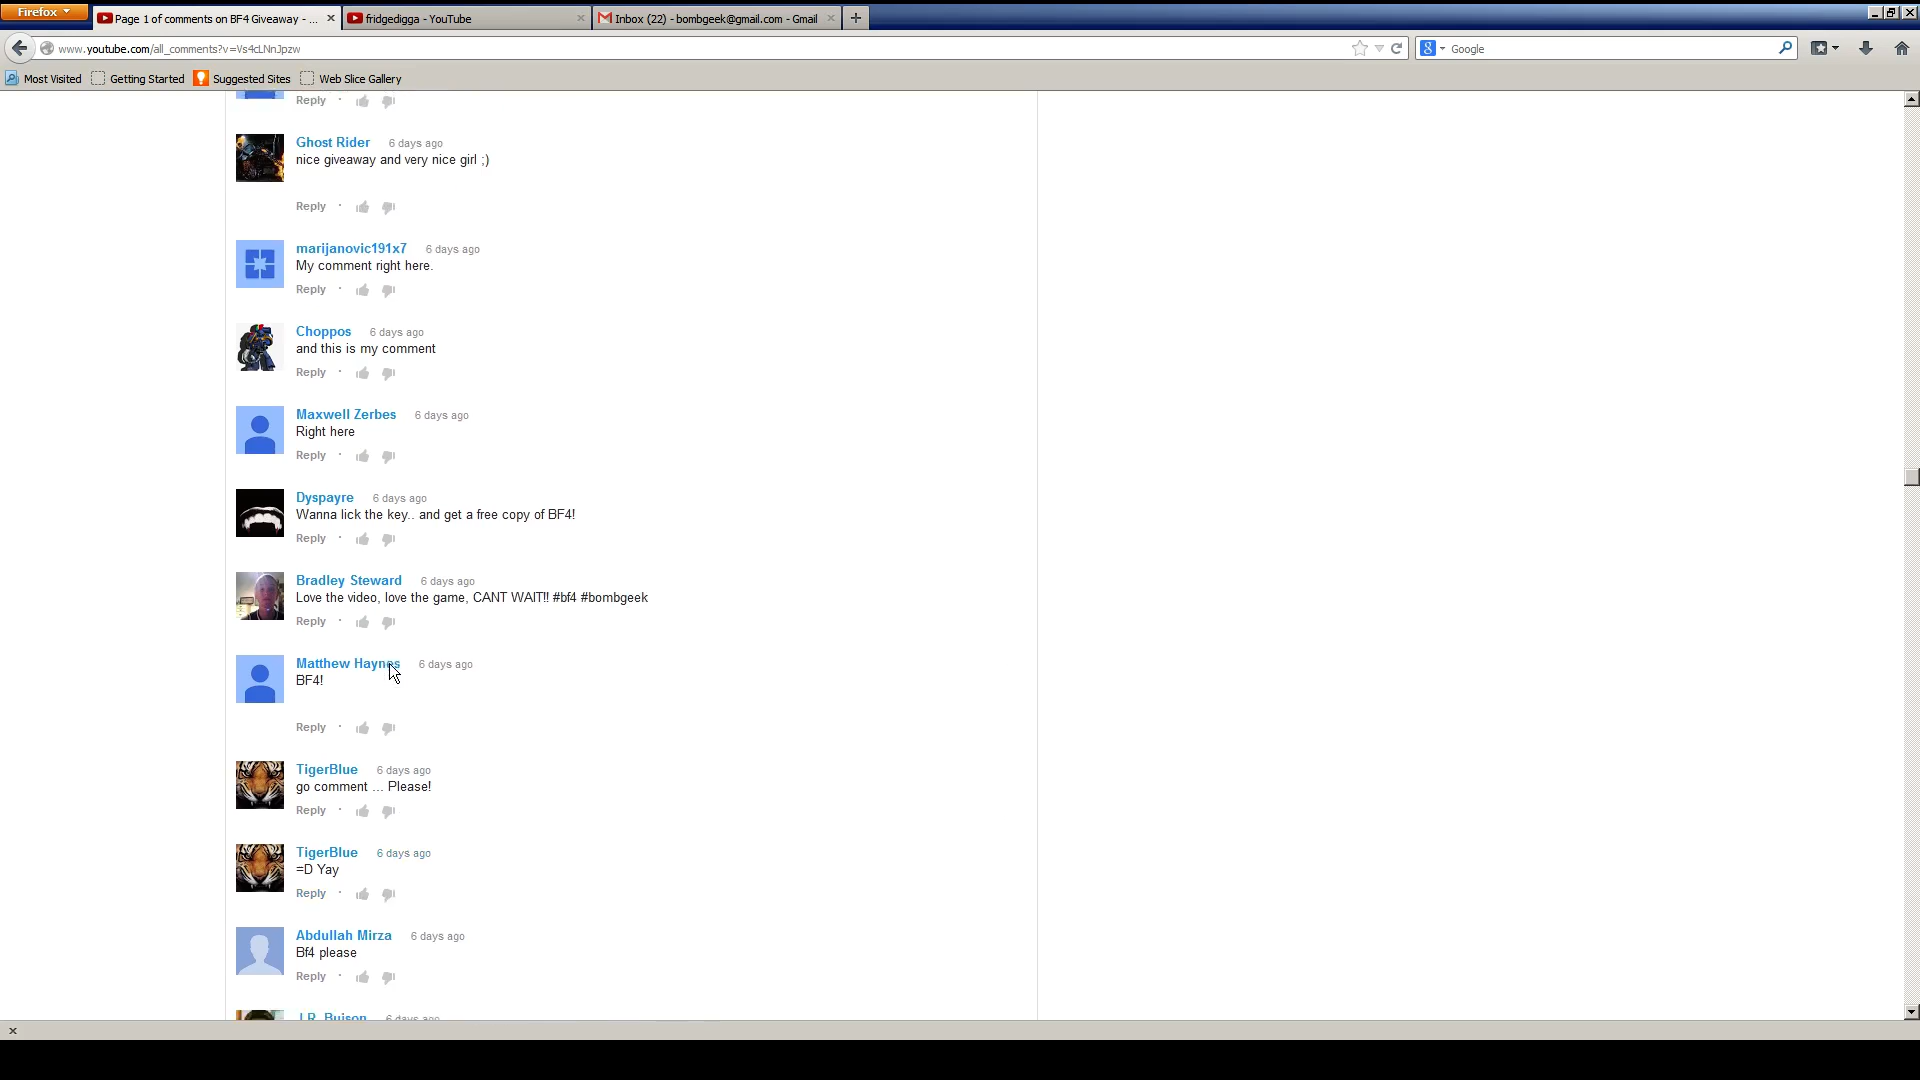 Firefox
Page 1 of comments on BF4 Giveaway - ...
fridgedigga - YouTube
Inbox (22) - bombgeek@gmail.com - Gmail
www.youtube.com/all_comments?v=Vs4cLNnJpzw
Google
Most Visited
Getting Started
Suggested Sites
Web Slice Gallery
Reply ·
Ghost Rider 6 days ago
nice giveaway and very nice girl ;)
Reply ·
marijanovic191x7 6 days ago
My comment right here.
Reply ·
Choppos 6 days ago
and this is my comment
Reply ·
Maxwell Zerbes 6 days ago
Right here
Reply ·
Dyspayre 6 days ago
Wanna lick the key.. and get a free copy of BF4!
Reply ·
Bradley Steward 6 days ago
Love the video, love the game, CANT WAIT!! #bf4 #bombgeek
Reply ·
Matthew Haynes 6 days ago
BF4!
Reply ·
TigerBlue 6 days ago
go comment ... Please!
Reply ·
TigerBlue 6 days ago
=D Yay
Reply ·
Abdullah Mirza 6 days ago
Bf4 please
Reply ·
J.R. Buison 6 days ago